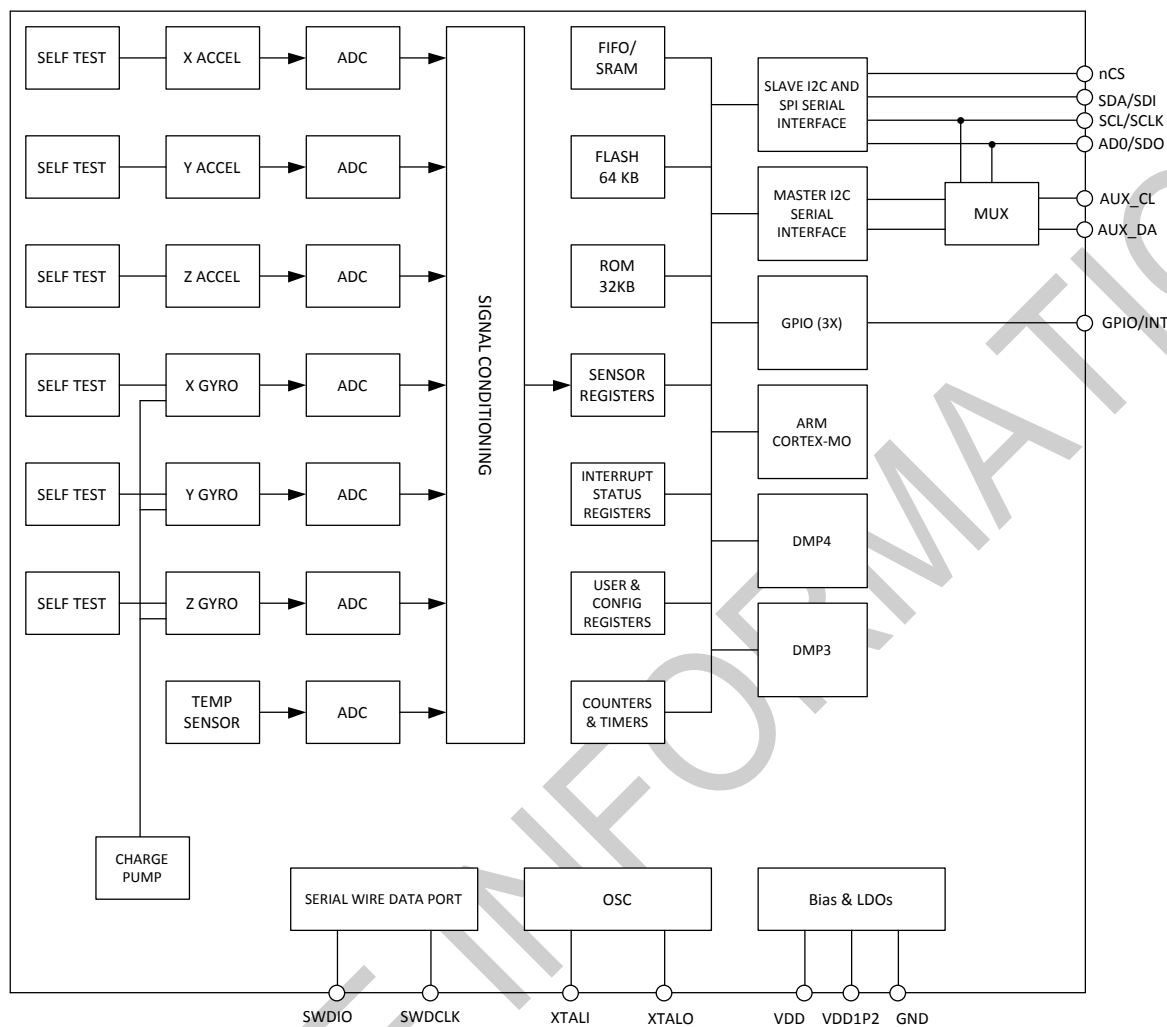 SELF TEST
X ACCEL
ADC
FIFO/
SRAM
SLAVE I2C AND
SPI SERIAL
INTERFACE
nCS
SDA/SDI
SCL/SCLK
AD0/SDO
SELF TEST
Y ACCEL
ADC
FLASH
64 KB
MASTER I2C
SERIAL
INTERFACE
MUX
AUX_CL
AUX_DA
SELF TEST
Z ACCEL
ADC
SIGNAL CONDITIONING
ROM
32KB
GPIO (3X)
GPIO/INT
SELF TEST
X GYRO
ADC
SENSOR
REGISTERS
ARM
CORTEX-MO
SELF TEST
Y GYRO
ADC
INTERRUPT
STATUS
REGISTERS
DMP4
SELF TEST
Z GYRO
ADC
USER &
CONFIG
REGISTERS
DMP3
TEMP
SENSOR
ADC
COUNTERS
& TIMERS
CHARGE
PUMP
SERIAL WIRE DATA PORT
OSC
Bias & LDOs
SWDIO
SWDCLK
XTALI
XTALO
VDD
VDD1P2
GND
INFORMATIO